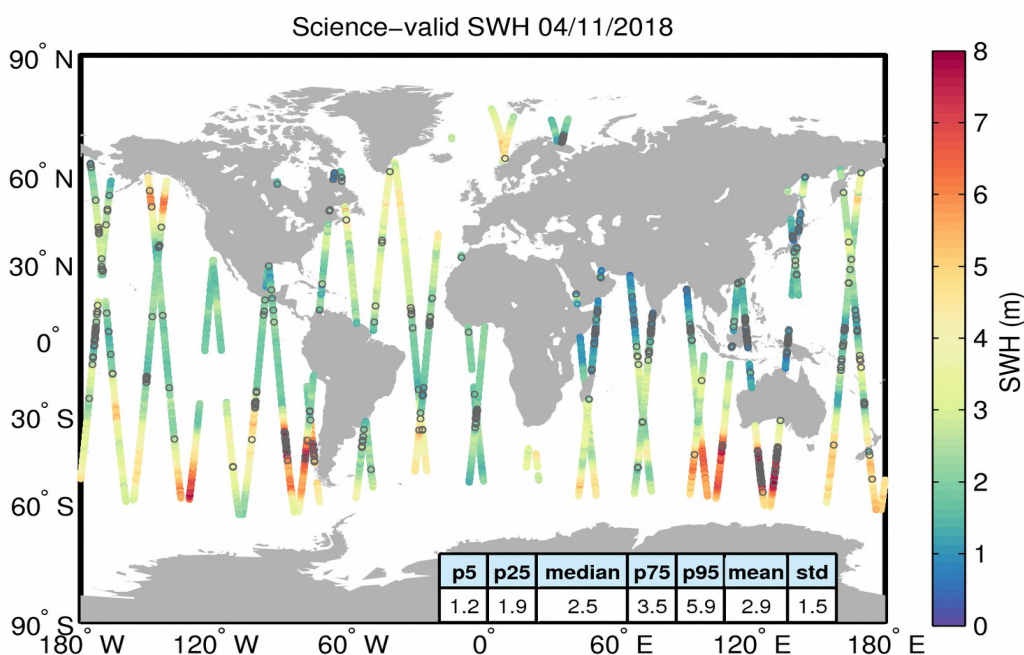 Science-valid SWH 04/11/2018
90° N
60° N
30° N
0°
30° S
60° S
90° S
180° W
120° W
60° W
0°
60° E
120° E
180° E
p5 p25 median p75 p95 mean std
1.2 1.9 2.5 3.5 5.9 2.9 1.5
8
7
6
5
4
3
2
1
0
SWH (m)